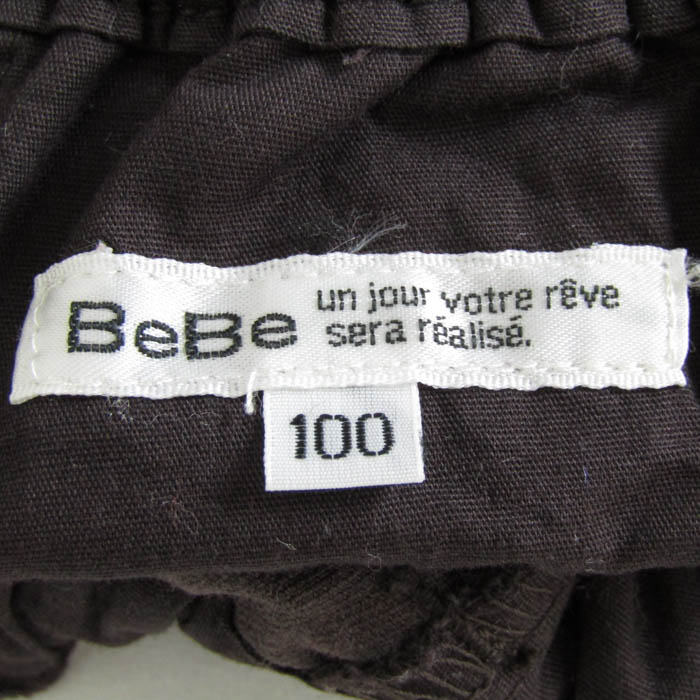 BeBe
un jour votre rêve
sera réalisé.
100